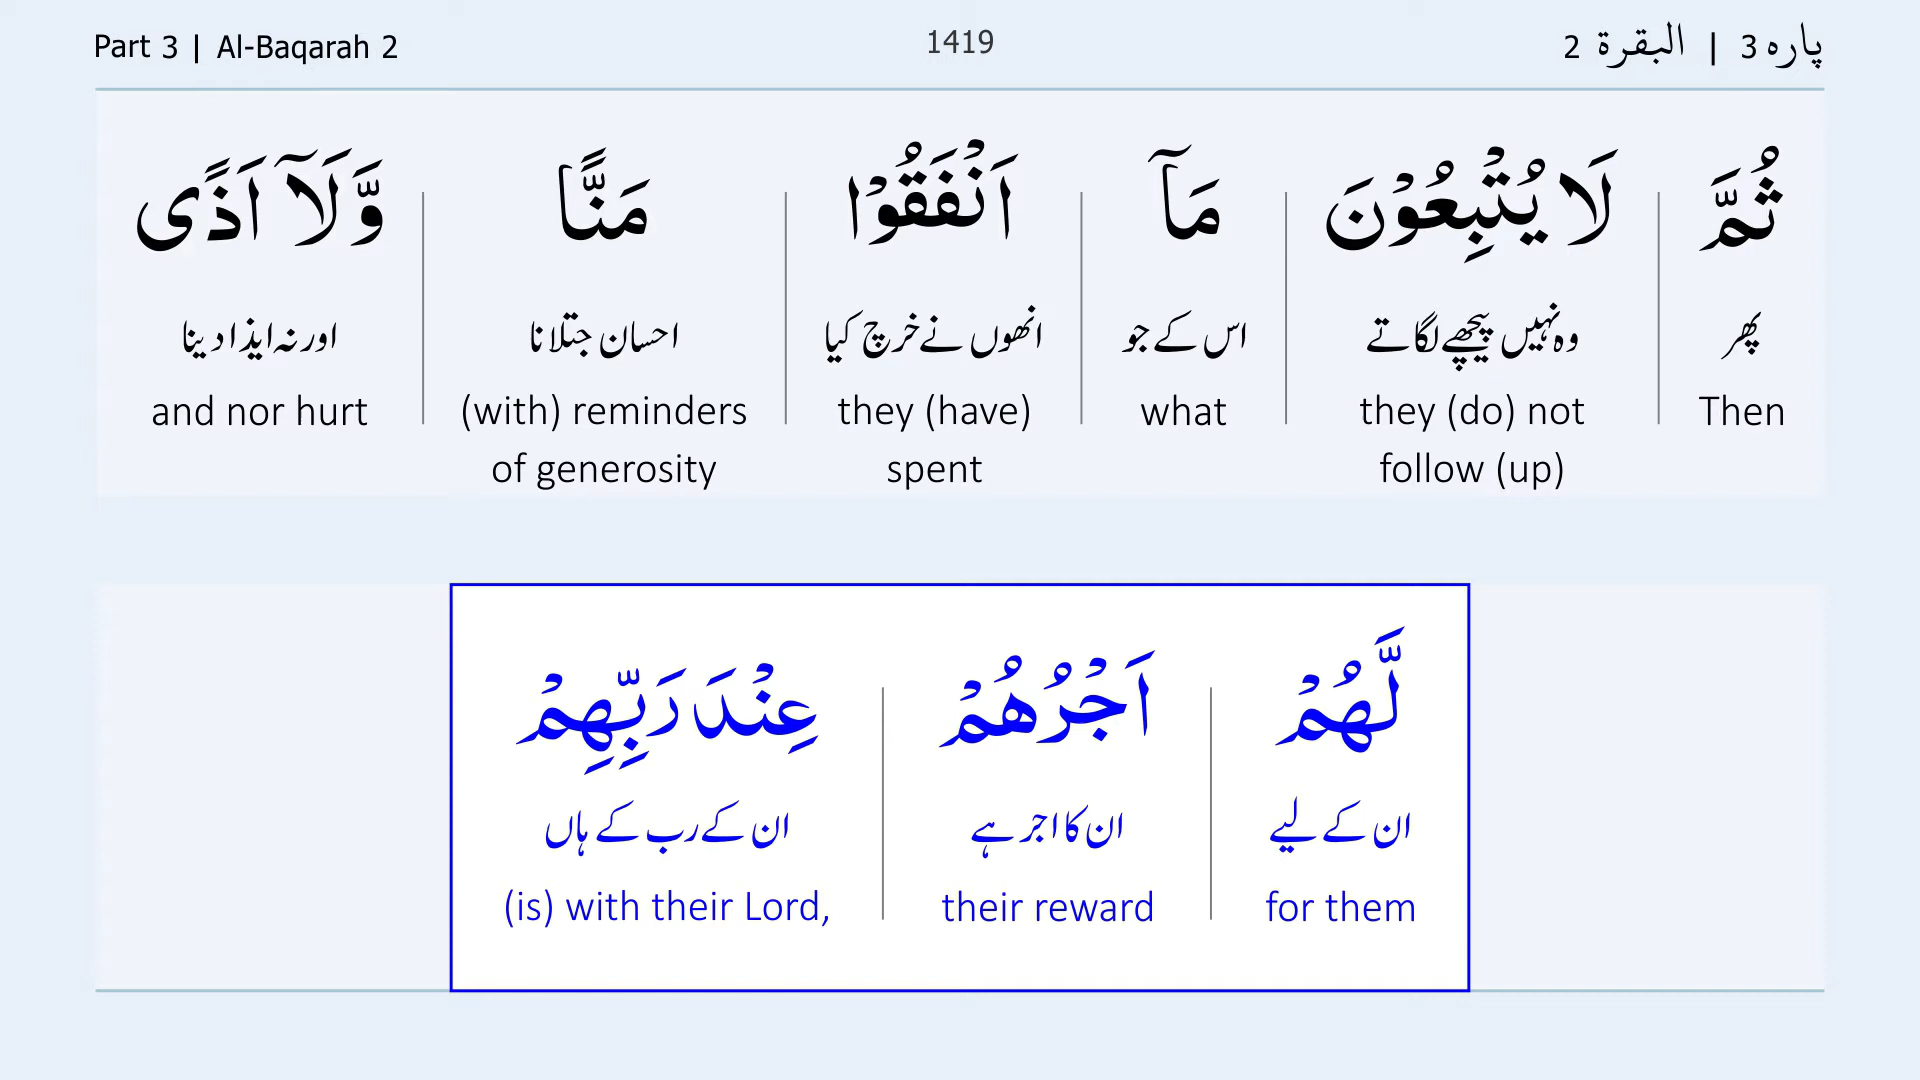 Part 3 | Al-Baqarah 2
1419
پارہ 3 | البقرة 2
ثُمَّ لَا يُتْبِعُوْنَ مَآ اَنْفَقُوْا مَنًّا وَّلَآ اَذًى
پھر وہ نہیں پیچھے لگاتے اس کے جو انھوں نے خرچ کیا احسان جتلانا اور نہ ایذا دینا
and nor hurt (with) reminders they (have) what they (do) not Then
of generosity spent follow (up)
لَّهُمْ اَجْرُهُمْ عِنْدَ رَبِّهِمْ
ان کے لیے ان کا اجر ہے ان کے رب کے ہاں
(is) with their Lord, their reward for them